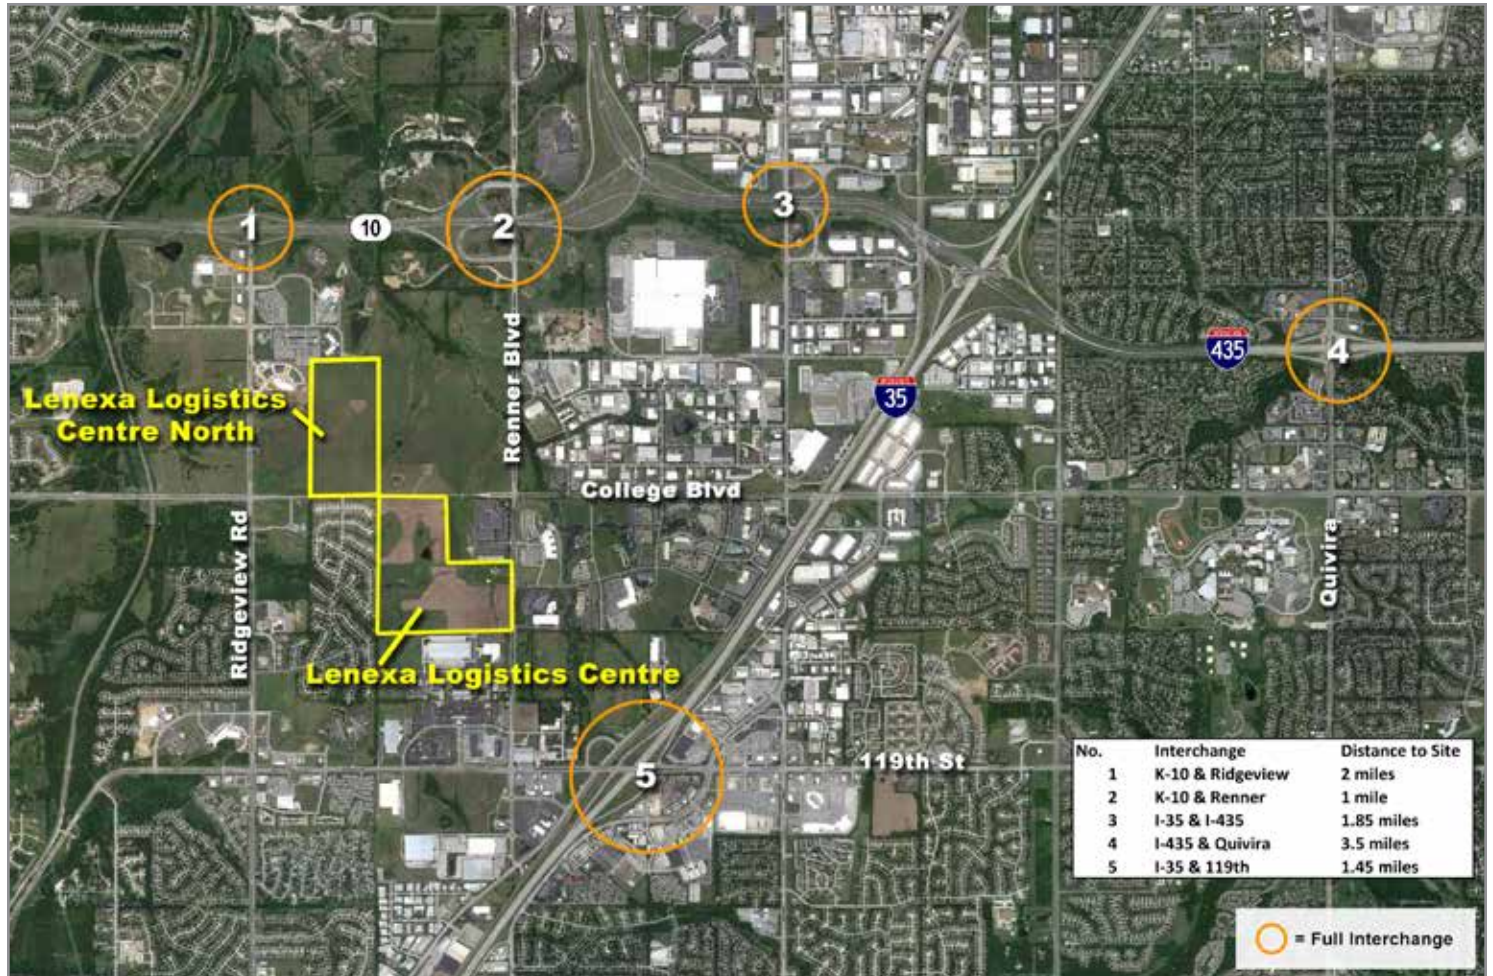 1
10
2
3
4
INTERSTATE
435
INTERSTATE
35
Renner Blvd
Lenexa Logistics
Centre North
College Blvd
Ridgeview Rd
Quivira
Lenexa Logistics Centre
5
119th St
No. Interchange Distance to Site
1 K-10 & Ridgeview 2 miles
2 K-10 & Renner 1 mile
3 I-35 & I-435 1.85 miles
4 I-435 & Quivira 3.5 miles
5 I-35 & 119th 1.45 miles
= Full Interchange